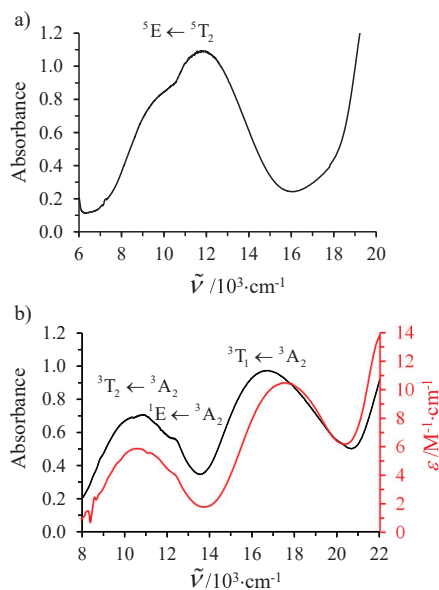 a)
⁵E ← ⁵T₂
1.2
1.0
0.8
0.6
0.4
0.2
0.0
Absorbance
6 8 10 12 14 16 18 20
ν̃ /10³·cm⁻¹
b)
1.2
1.0
0.8
0.6
0.4
0.2
0.0
Absorbance
³T₂ ← ³A₂
¹E ← ³A₂
³T₁ ← ³A₂
14
12
10
8
6
4
2
0
ε /M⁻¹·cm⁻¹
8 10 12 14 16 18 20 22
ν̃ /10³·cm⁻¹